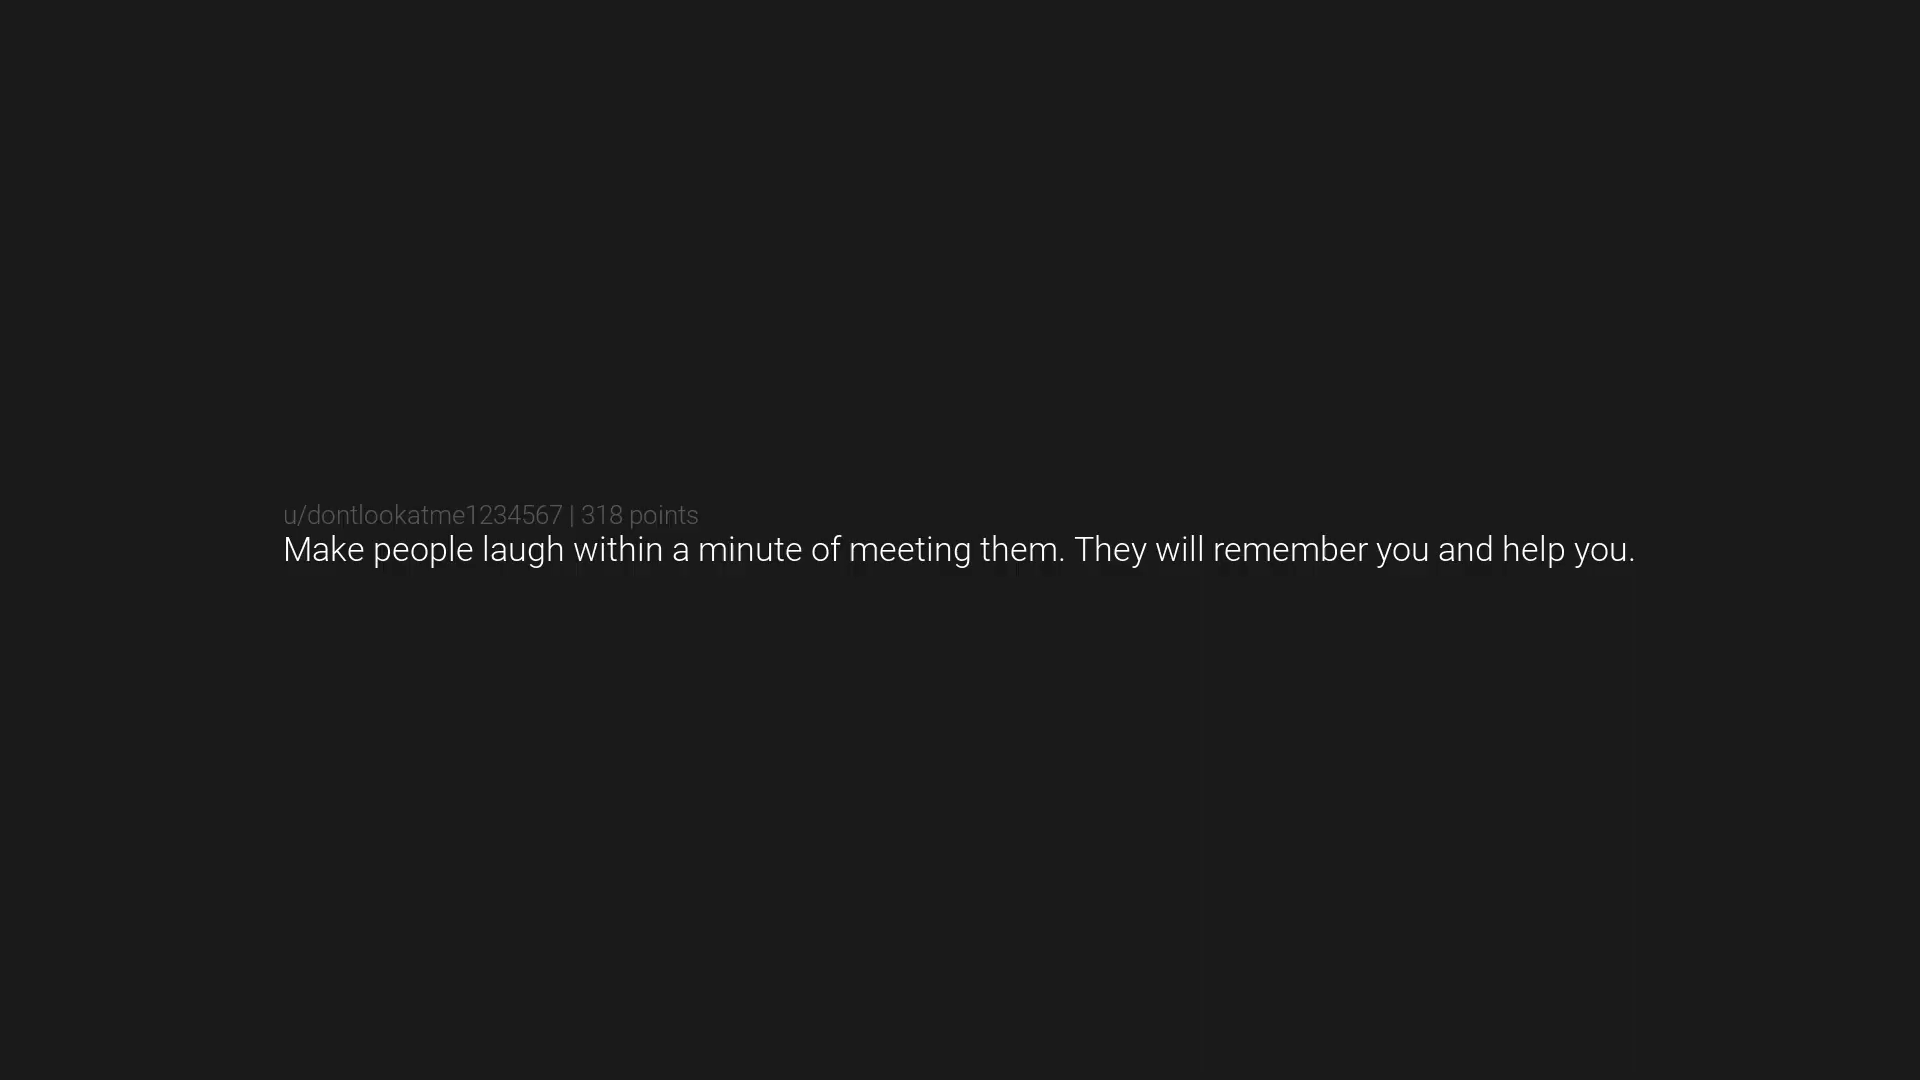 u/dontlookatme1234567 | 318 points
Make people laugh within a minute of meeting them. They will remember you and help you.